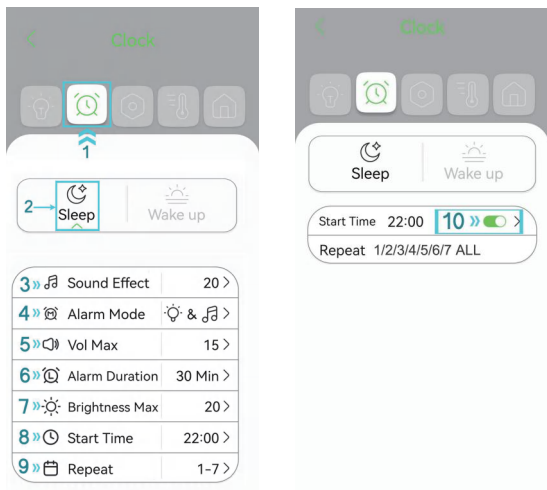 Clock
1
2 Sleep Wake up
3 » Sound Effect 20 >
4 » Alarm Mode & >
5 » Vol Max 15 >
6 » Alarm Duration 30 Min >
7 » Brightness Max 20 >
8 » Start Time 22:00 >
9 » Repeat 1-7 >
Clock
Sleep Wake up
Start Time 22:00 10 » >
Repeat 1/2/3/4/5/6/7 ALL